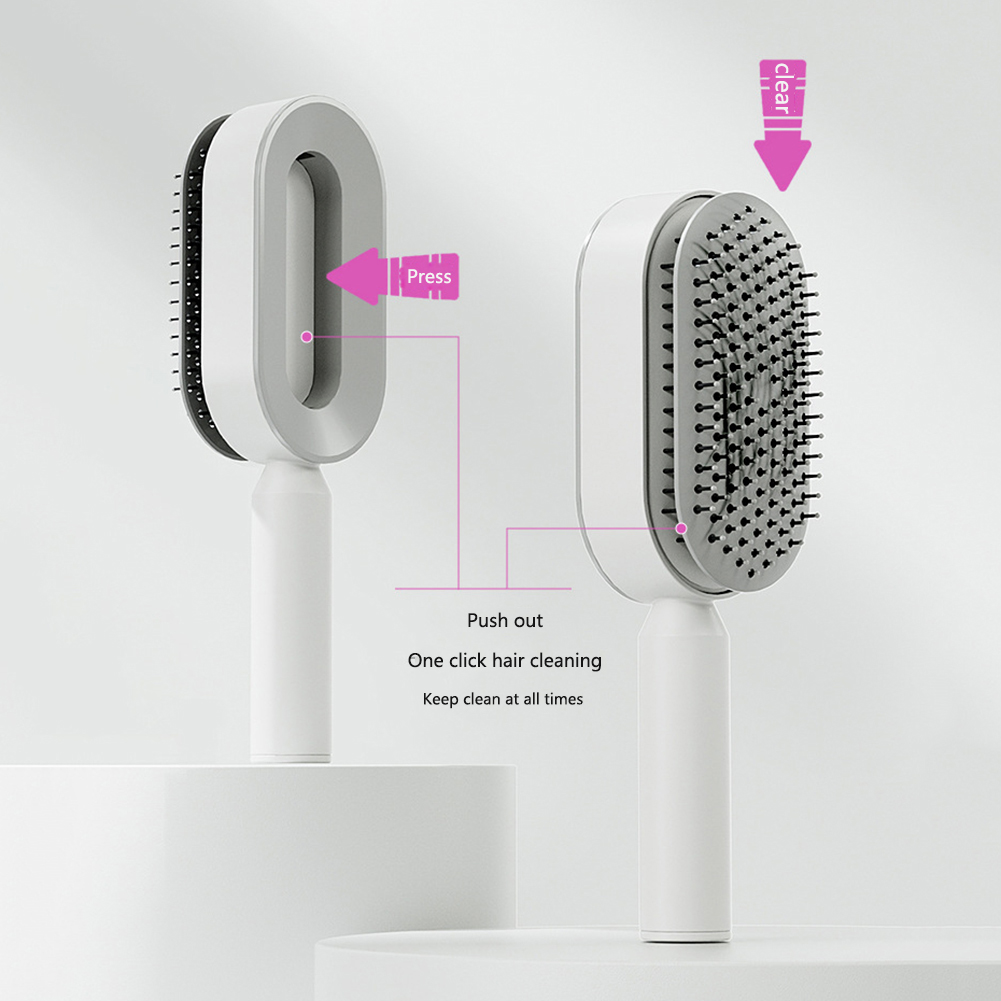 clear
Press
Push out
One click hair cleaning
Keep clean at all times